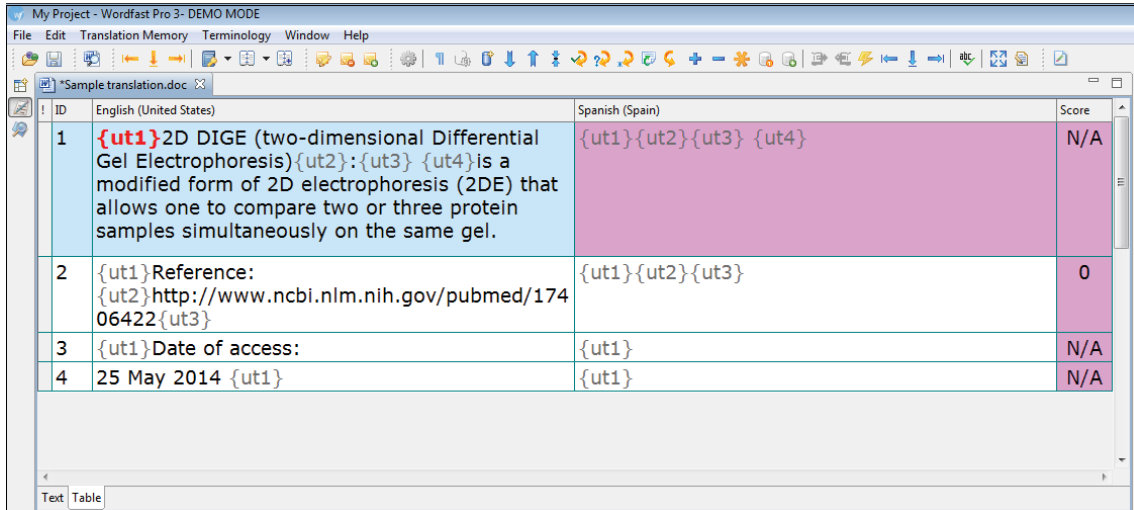 My Project - Wordfast Pro 3- DEMO MODE
File Edit Translation Memory Terminology Window Help
*Sample translation.doc
! ID English (United States) Spanish (Spain) Score
1 {ut1}2D DIGE (two-dimensional Differential {ut1}{ut2}{ut3} {ut4} N/A
Gel Electrophoresis){ut2}:{ut3} {ut4}is a
modified form of 2D electrophoresis (2DE) that
allows one to compare two or three protein
samples simultaneously on the same gel.
2 {ut1}Reference: {ut1}{ut2}{ut3} 0
{ut2}http://www.ncbi.nlm.nih.gov/pubmed/174
06422{ut3}
3 {ut1}Date of access: {ut1} N/A
4 25 May 2014 {ut1} {ut1} N/A
Text Table